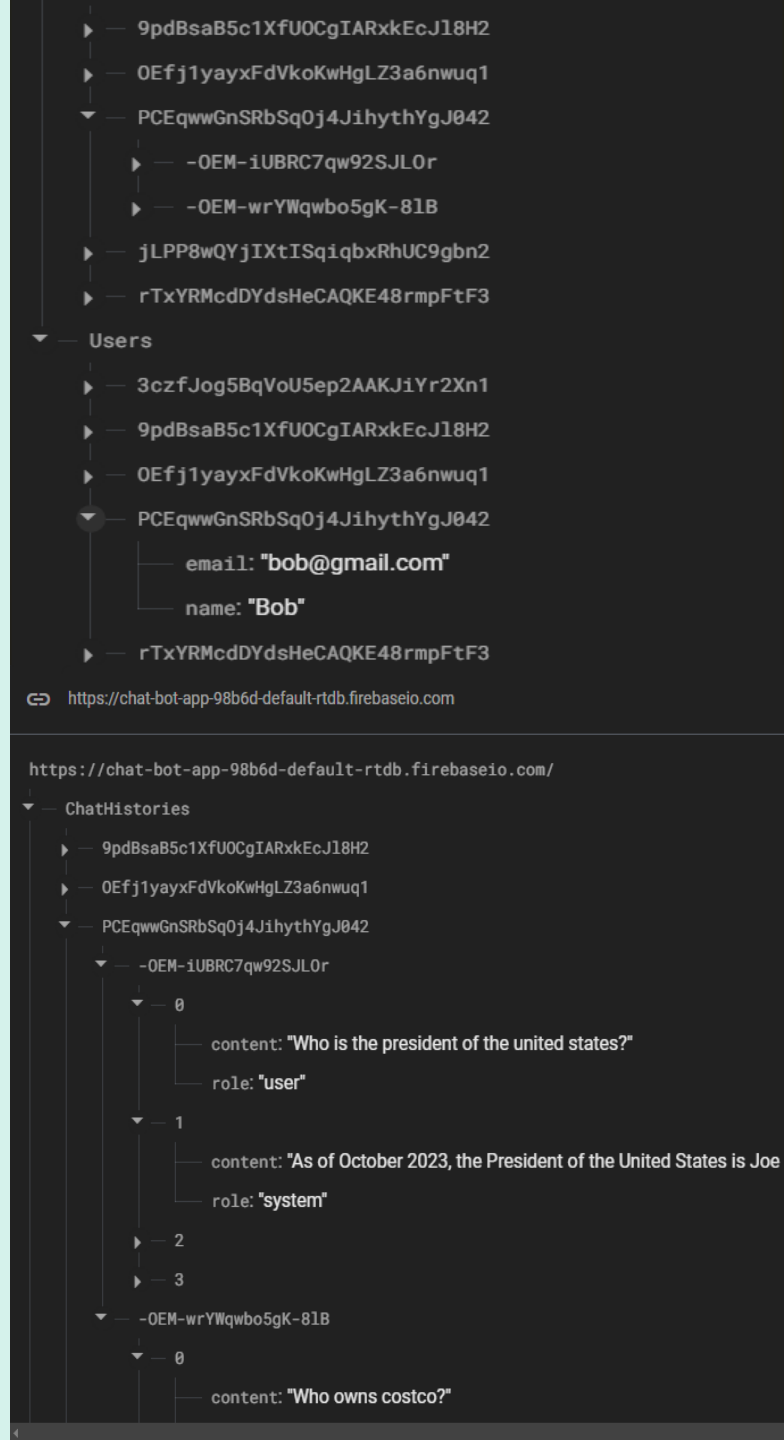 9pdBsaB5c1XfUOCgIARxkEcJl8H2
OEfj1yayxFdVkoKwHgLZ3a6nwuq1
PCEqwwGnSRbSqOj4JihythYgJ042
-OEM-iUBRC7qw92SJLOr
-OEM-wrYWqwbo5gK-8lB
jLPP8wQYjIXtISqiqbxRhUC9gbn2
rTxYRMcdDYdsHeCAQKE48rmpFtF3
Users
3czfJog5BqVoU5ep2AAKJiYr2Xn1
9pdBsaB5c1XfUOCgIARxkEcJl8H2
OEfj1yayxFdVkoKwHgLZ3a6nwuq1
PCEqwwGnSRbSqOj4JihythYgJ042
email: "bob@gmail.com"
name: "Bob"
rTxYRMcdDYdsHeCAQKE48rmpFtF3
https://chat-bot-app-98b6d-default-rtdb.firebaseio.com
https://chat-bot-app-98b6d-default-rtdb.firebaseio.com/
ChatHistories
9pdBsaB5c1XfUOCgIARxkEcJl8H2
OEfj1yayxFdVkoKwHgLZ3a6nwuq1
PCEqwwGnSRbSqOj4JihythYgJ042
-OEM-iUBRC7qw92SJLOr
0
content: "Who is the president of the united states?"
role: "user"
1
content: "As of October 2023, the President of the United States is Joe
role: "system"
2
3
-OEM-wrYWqwbo5gK-8lB
0
content: "Who owns costco?"